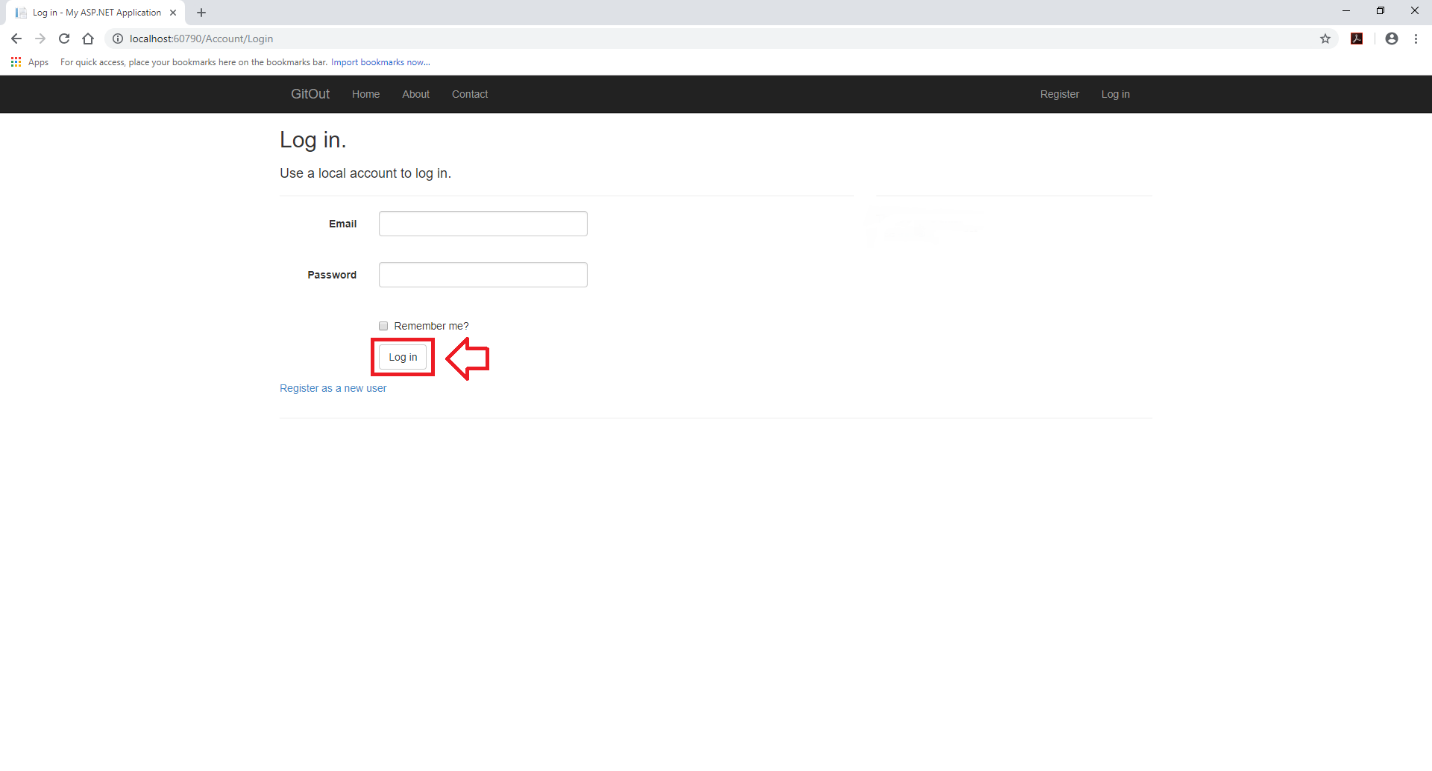 Log in - My ASP.NET Application
localhost:60790/Account/Login
Apps For quick access, place your bookmarks here on the bookmarks bar. Import bookmarks now...
GitOut Home About Contact Register Log in
Log in.
Use a local account to log in.
Email
Password
Remember me?
Log in
Register as a new user